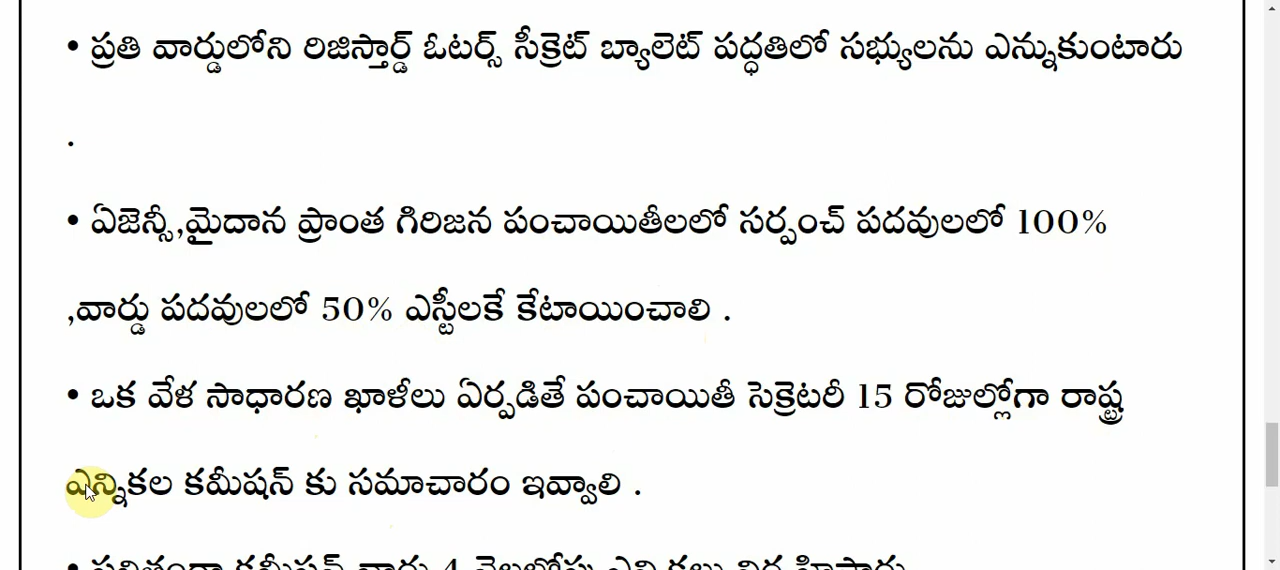 • ప్రతి వార్డులోని రిజిస్తార్డ్ ఓటర్స్ సీక్రెట్ బ్యాలెట్ పద్ధతిలో సభ్యులను ఎన్నుకుంటారు
.
• ఏజెన్సీ,మైదాన ప్రాంత గిరిజన పంచాయితీలలో సర్పంచ్ పదవులలో 100%
,వార్డు పదవులలో 50% ఎస్టీలకే కేటాయించాలి .
• ఒక వేళ సాధారణ ఖాళీలు ఏర్పడితే పంచాయితీ సెక్రెటరీ 15 రోజుల్లోగా రాష్ట్ర
ఎన్నికల కమీషన్ కు సమాచారం ఇవ్వాలి .